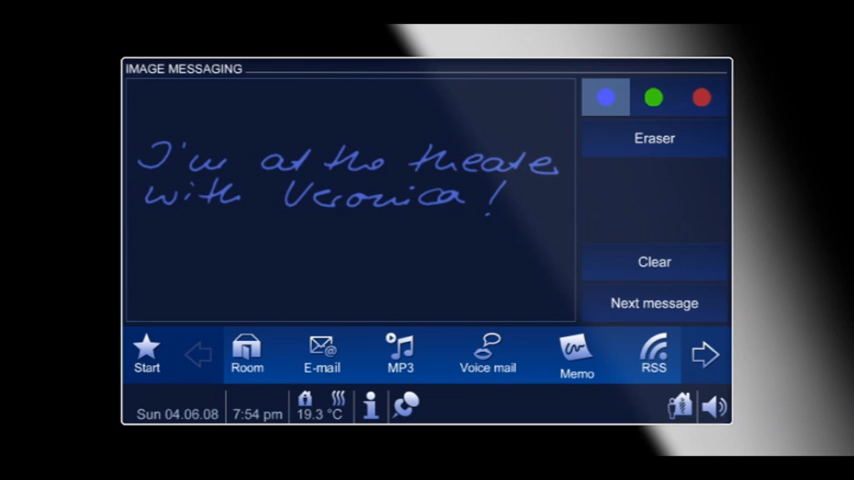 IMAGE MESSAGING
I'm at the theater
with Veronica!
Eraser
Clear
Next message
Start
Room
E-mail
MP3
Voice mail
Memo
RSS
Sun 04.06.08
7:54 pm
19.3 °C